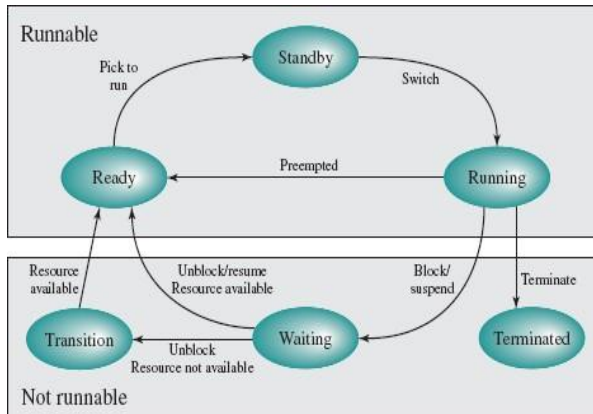 Runnable
Standby
Pick to
run
Switch
Ready
Preempted
Running
Resource
available
Unblock/resume
Resource available
Block/
suspend
Terminate
Transition
Unblock
Resource not available
Waiting
Terminated
Not runnable